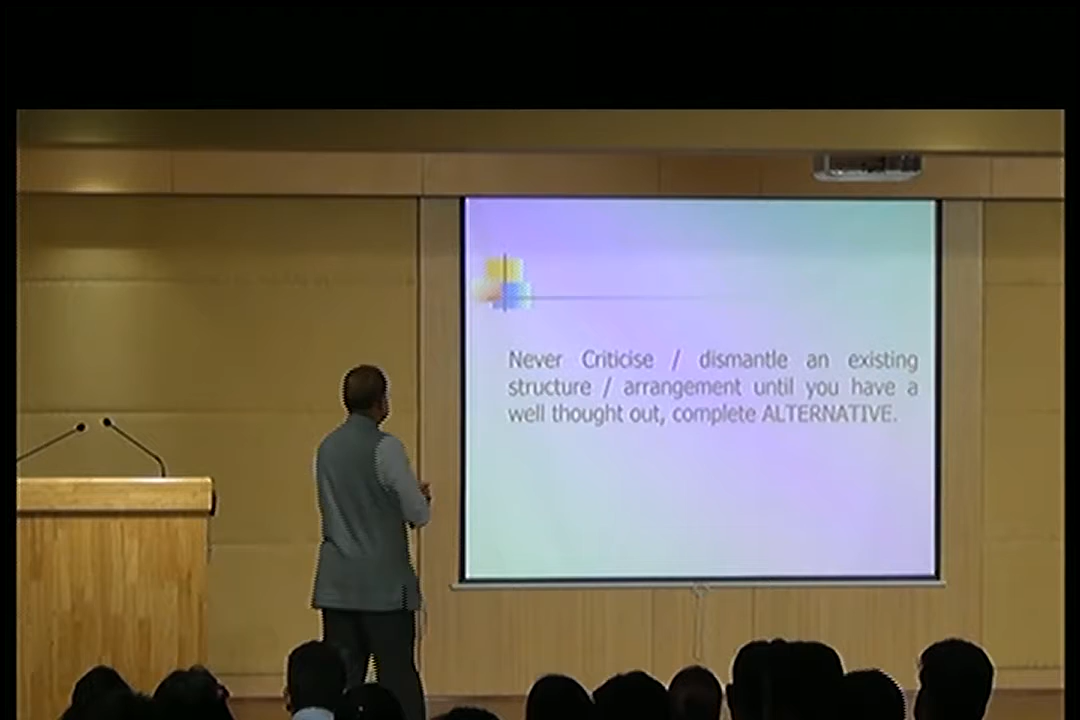 Never Criticise / dismantle an existing
structure / arrangement until you have a
well thought out, complete ALTERNATIVE.